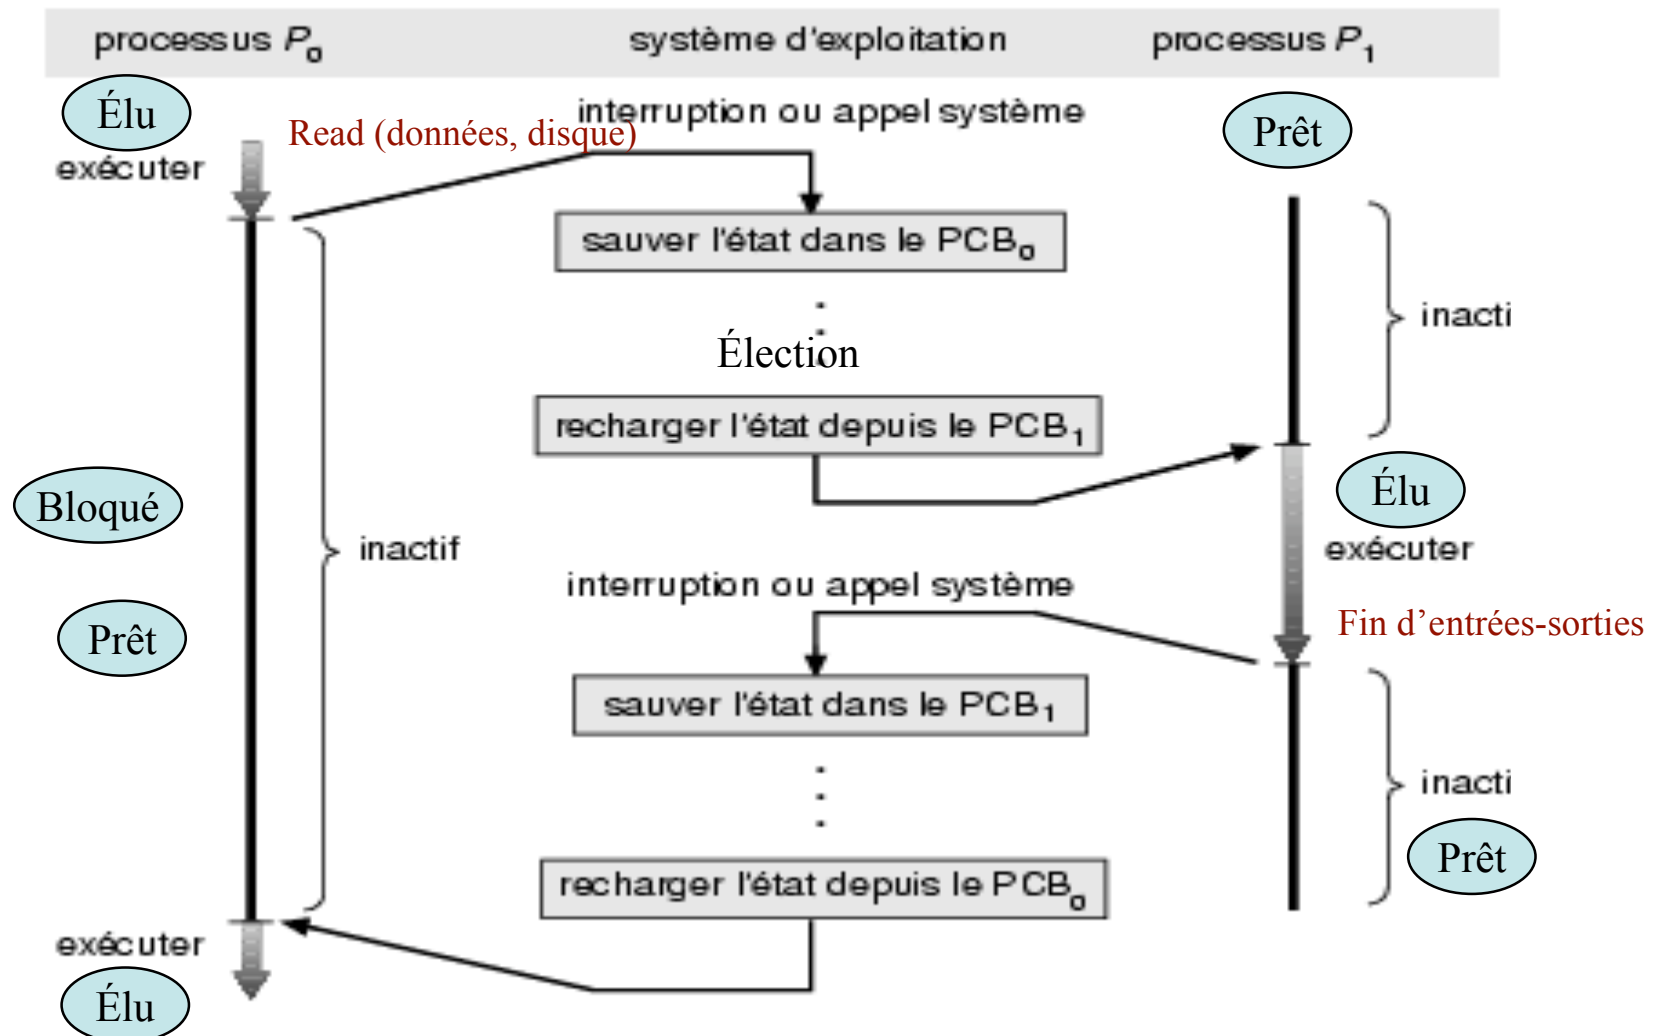 processus P0 système d'exploitation processus P1
Élu
interruption ou appel système
Read (données, disque)
Prêt
exécuter
sauver l'état dans le PCB0
inacti
Élection
recharger l'état depuis le PCB1
Bloqué
Élu
inactif
exécuter
interruption ou appel système
Prêt
Fin d’entrées-sorties
sauver l'état dans le PCB1
inacti
Prêt
recharger l'état depuis le PCB0
exécuter
Élu